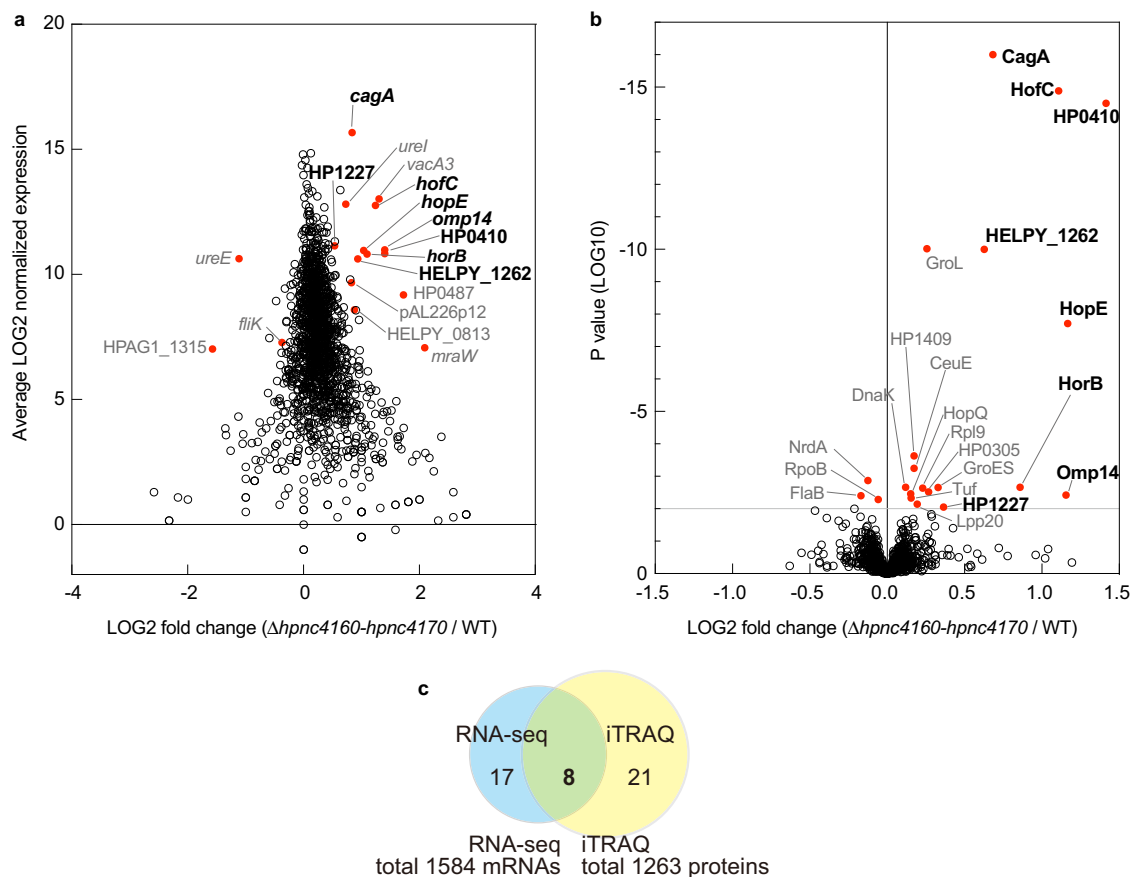 a
20
15
10
5
0
-4
-2
0
2
4
Average LOG2 normalized expression
LOG2 fold change (Δhpnc4160-hpnc4170 / WT)
cagA
ureI
HP1227
vacA3
hofC
hopE
omp14
HP0410
ureE
horB
HELPY_1262
HP0487
pAL226p12
fliK
HELPY_0813
HPAG1_1315
mraW
b
-15
-10
-5
0
-1.5
-1.0
-0.5
0.0
0.5
1.0
1.5
P value (LOG10)
LOG2 fold change (Δhpnc4160-hpnc4170 / WT)
CagA
HofC
HP0410
HELPY_1262
GroL
HopE
HP1409
CeuE
HorB
DnaK
HopQ
Rpl9
NrdA
HP0305
RpoB
GroES
Omp14
FlaB
Tuf
HP1227
Lpp20
c
RNA-seq
iTRAQ
17
8
21
RNA-seq
total 1584 mRNAs
iTRAQ
total 1263 proteins